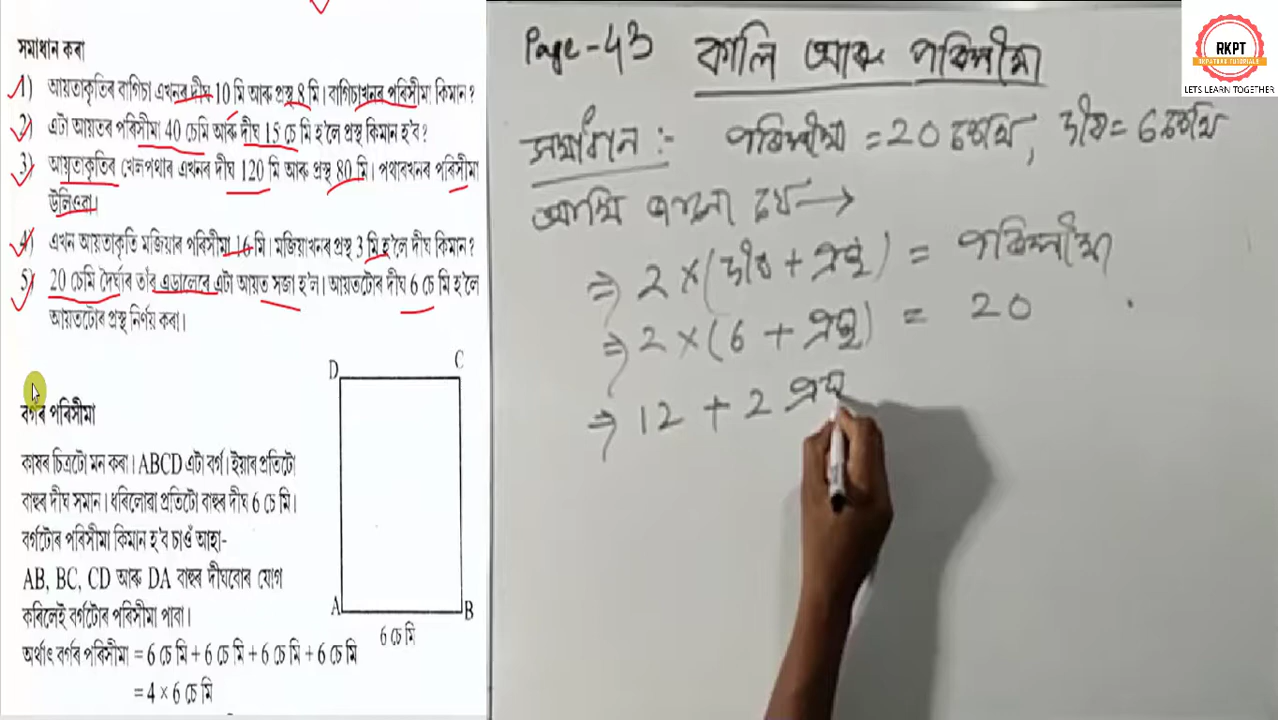 সমাধান কৰা
1) আয়তাকৃতিৰ বাগিচা এখনৰ দীঘ 10 মি আৰু প্ৰস্থ 8 মি। বাগিচাখনৰ পৰিসীমা কিমান?
2) এটা আয়তৰ পৰিসীমা 40 চেমি আৰু দীঘ 15 চে মি হ'লে প্ৰস্থ কিমান হ'ব?
3) আয়তাকৃতিৰ খেলপথাৰ এখনৰ দীঘ 120 মি আৰু প্ৰস্থ 80 মি। পথাৰখনৰ পৰিসীমা
উলিওৱা।
4) এখন আয়তাকৃতি মজিয়াৰ পৰিসীমা 16 মি। মজিয়াখনৰ প্ৰস্থ 3 মি হ'লে দীঘ কিমান?
5) 20 চেমি দৈৰ্ঘ্যৰ তাঁৰ এডালেৰে এটা আয়ত সজা হ'ল। আয়তটোৰ দীঘ 6 চে মি হ'লে
আয়তটোৰ প্ৰস্থ নিৰ্ণয় কৰা।
বৰ্গৰ পৰিসীমা
কাষৰ চিত্ৰটো মন কৰা। ABCD এটা বৰ্গ। ইয়াৰ প্ৰতিটো
বাহুৰ দীঘ সমান। ধৰিলোৱা প্ৰতিটো বাহুৰ দীঘ 6 চে মি।
বৰ্গটোৰ পৰিসীমা কিমান হ'ব চাওঁ আহা-
AB, BC, CD আৰু DA বাহুৰ দীঘবোৰ যোগ
কৰিলেই বৰ্গটোৰ পৰিসীমা পাবা।
অৰ্থাৎ বৰ্গৰ পৰিসীমা = 6 চে মি + 6 চে মি + 6 চে মি + 6 চে মি
= 4 × 6 চে মি
D C
A B
6 চে মি
Page-43 কালি আৰু পৰিসীমা
সমাধান :- পৰিসীমা = 20 চেমি, দীঘ = 6 চেমি
আমি জানো যে →
⇒ 2 × (দীঘ + প্ৰস্থ) = পৰিসীমা
⇒ 2 × (6 + প্ৰস্থ) = 20
⇒ 12 + 2 প্ৰস্থ
RKPT
RKPATERS TUTORIALS
LETS LEARN TOGETHER